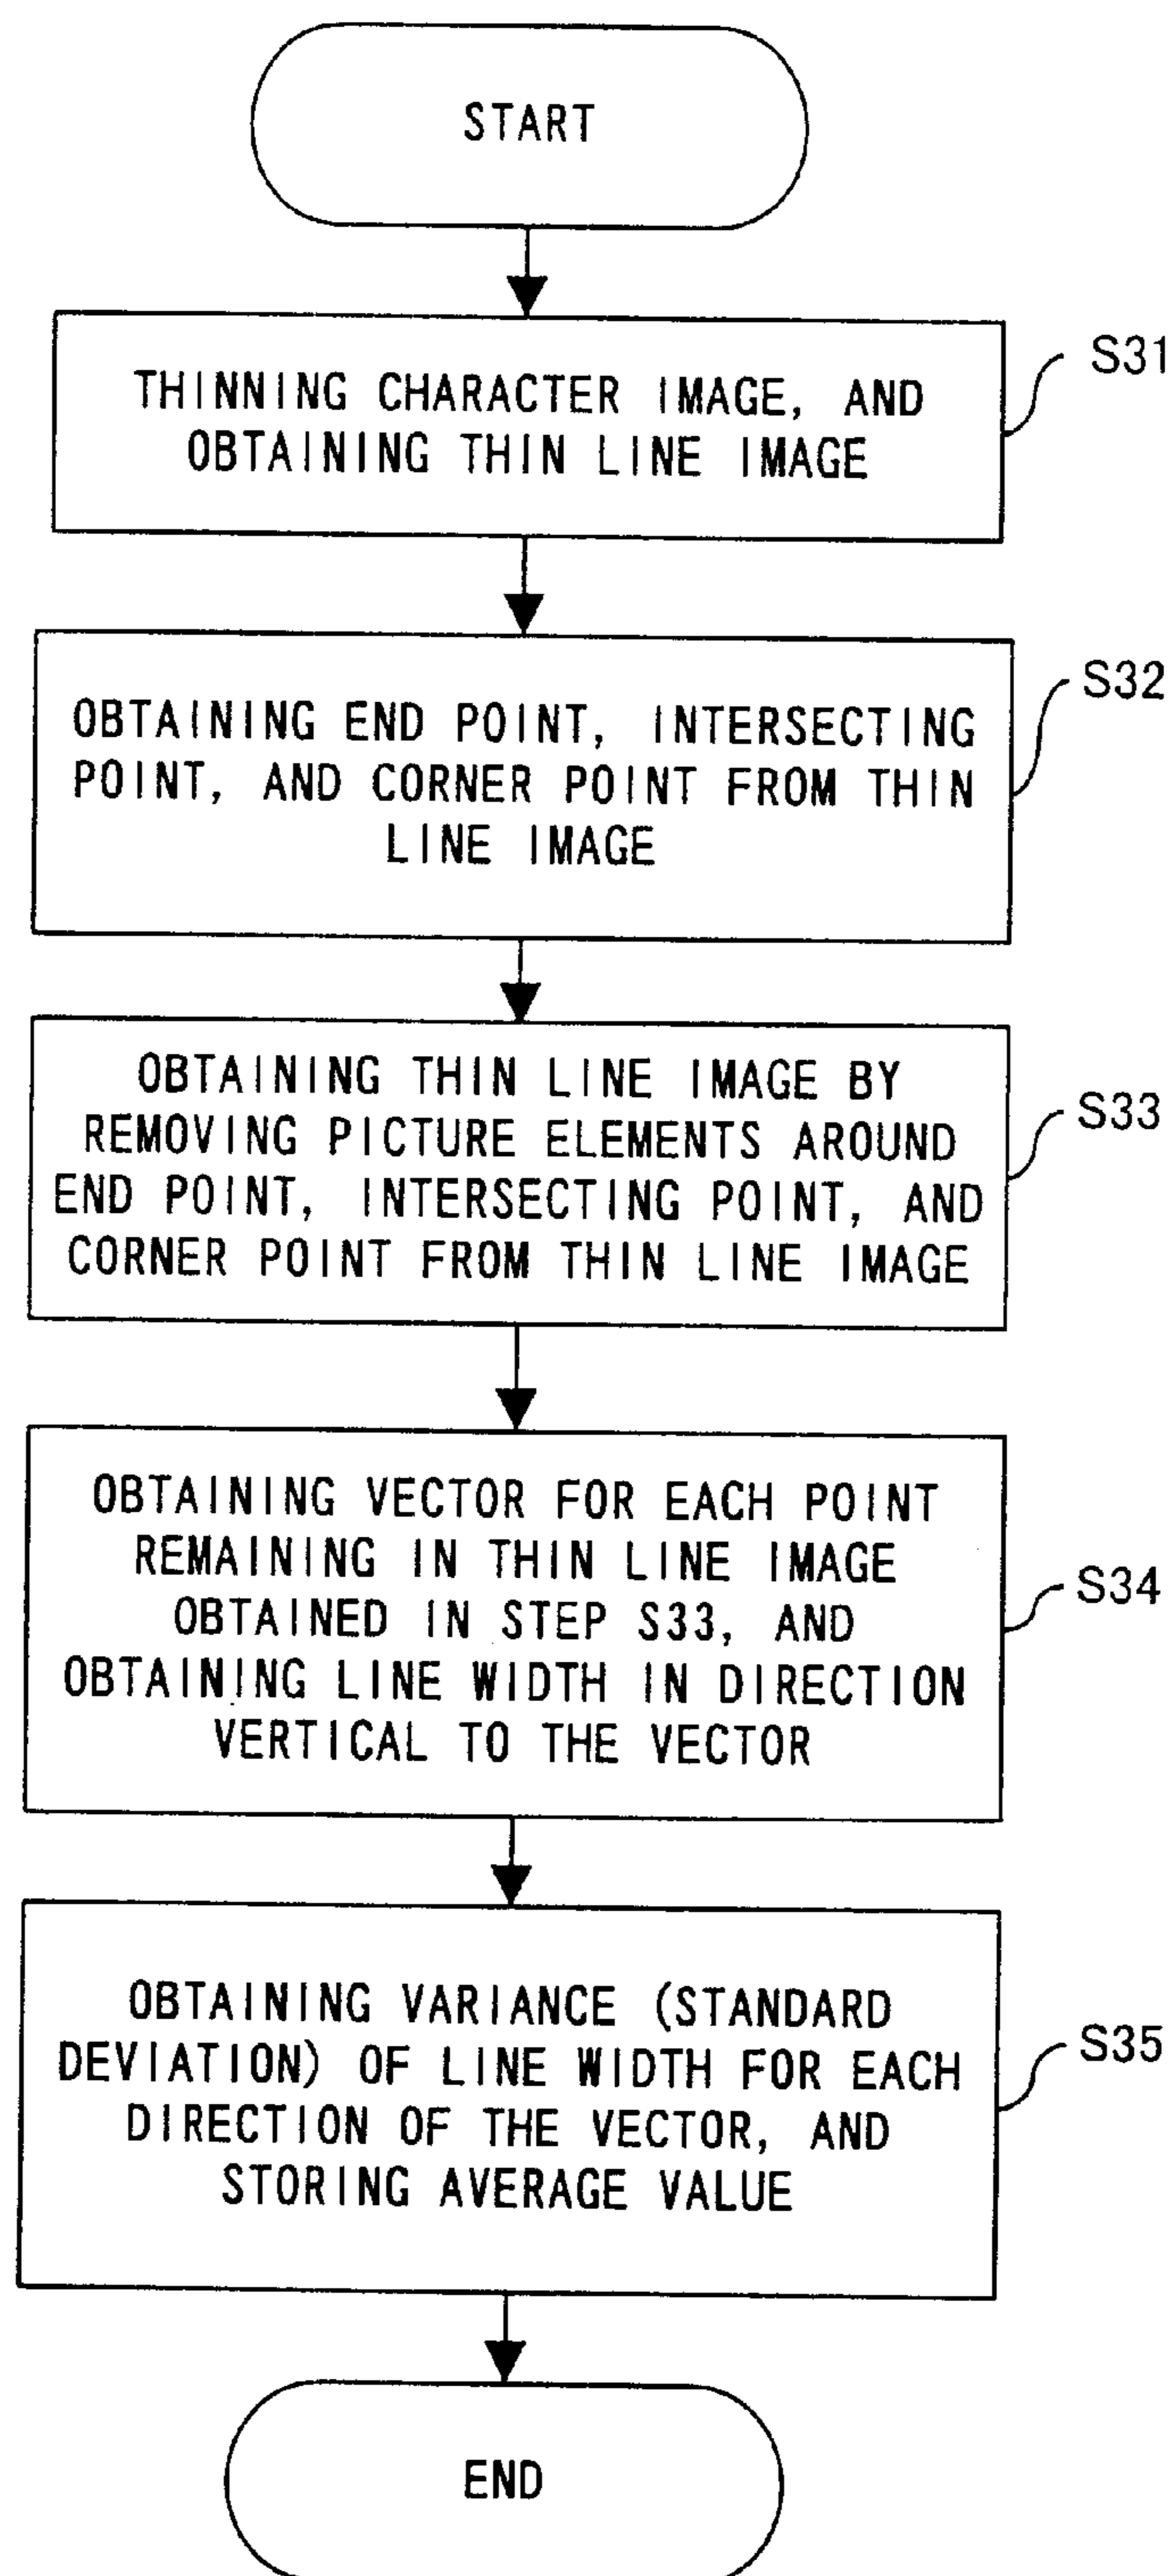 START
THINNING CHARACTER IMAGE, AND
OBTAINING THIN LINE IMAGE
S31
OBTAINING END POINT, INTERSECTING
POINT, AND CORNER POINT FROM THIN
LINE IMAGE
S32
OBTAINING THIN LINE IMAGE BY
REMOVING PICTURE ELEMENTS AROUND
END POINT, INTERSECTING POINT, AND
CORNER POINT FROM THIN LINE IMAGE
S33
OBTAINING VECTOR FOR EACH POINT
REMAINING IN THIN LINE IMAGE
OBTAINED IN STEP S33, AND
OBTAINING LINE WIDTH IN DIRECTION
VERTICAL TO THE VECTOR
S34
OBTAINING VARIANCE (STANDARD
DEVIATION) OF LINE WIDTH FOR EACH
DIRECTION OF THE VECTOR, AND
STORING AVERAGE VALUE
S35
END